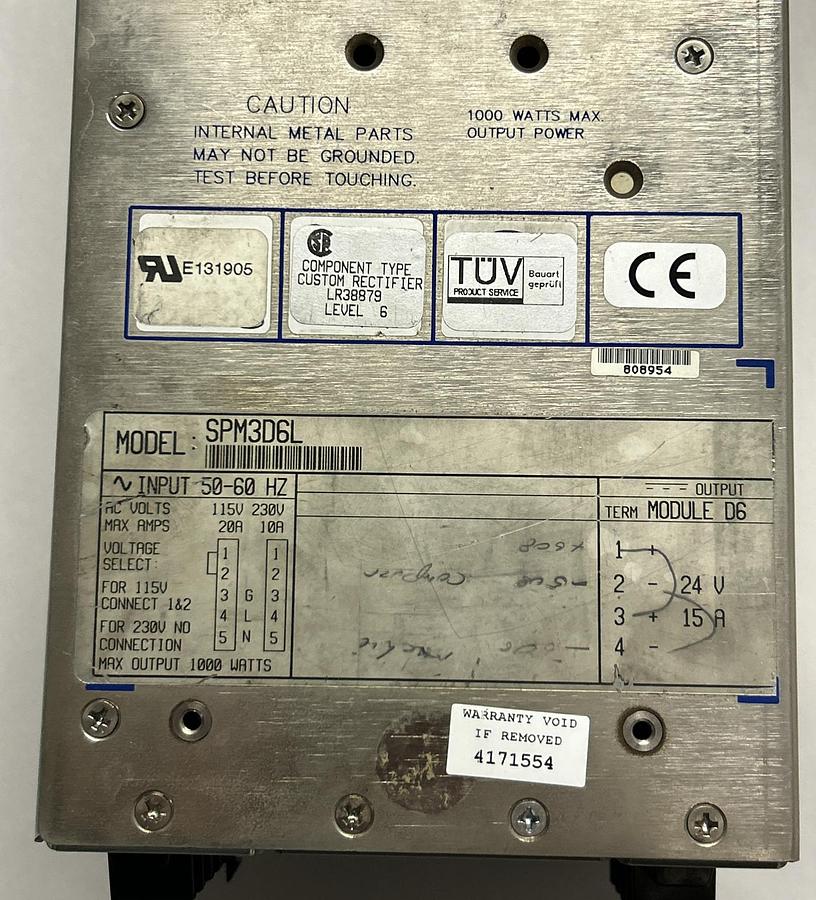 CAUTION
INTERNAL METAL PARTS
MAY NOT BE GROUNDED.
TEST BEFORE TOUCHING.
1000 WATTS MAX.
OUTPUT POWER
E131905
COMPONENT TYPE
CUSTOM RECTIFIER
LR38879
LEVEL 6
TÜV
PRODUCT SERVICE
Bauart
geprüft
CE
808954
MODEL: SPM3D6L
∿ INPUT 50-60 HZ
AC VOLTS 115V 230V
MAX AMPS 20A 10A
VOLTAGE
SELECT:
FOR 115V
CONNECT 1&2
FOR 230V NO
CONNECTION
1 1
2 2
3 G 3
4 L 4
5 N 5
MAX OUTPUT 1000 WATTS
--- OUTPUT
TERM MODULE D6
1 +
2 - 24 V
3 + 15 A
4 -
WARRANTY VOID
IF REMOVED
4171554